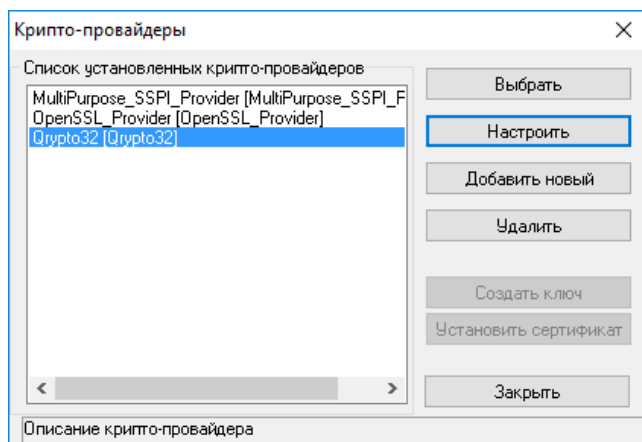 Крипто-провайдеры
Список установленных крипто-провайдеров
MultiPurpose_SSPI_Provider [MultiPurpose_SSPI_F
OpenSSL_Provider [OpenSSL_Provider]
Qrypto32 [Qrypto32]
Выбрать
Настроить
Добавить новый
Удалить
Создать ключ
Установить сертификат
Закрыть
Описание крипто-провайдера